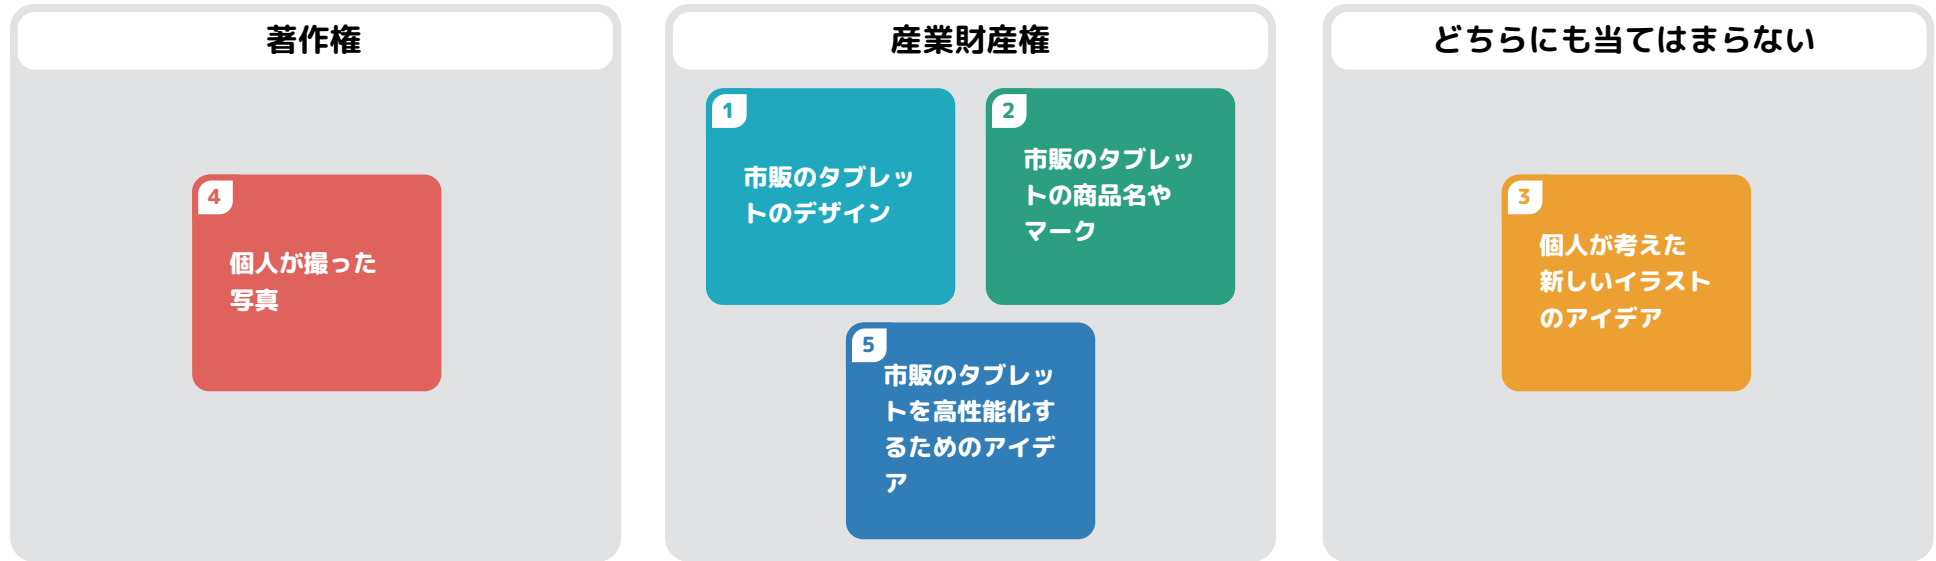 著作権
4
個人が撮った
写真
産業財産権
1
市販のタブレッ
トのデザイン
2
市販のタブレッ
トの商品名や
マーク
5
市販のタブレッ
トを高性能化す
るためのアイデ
ア
どちらにも当てはまらない
3
個人が考えた
新しいイラスト
のアイデア